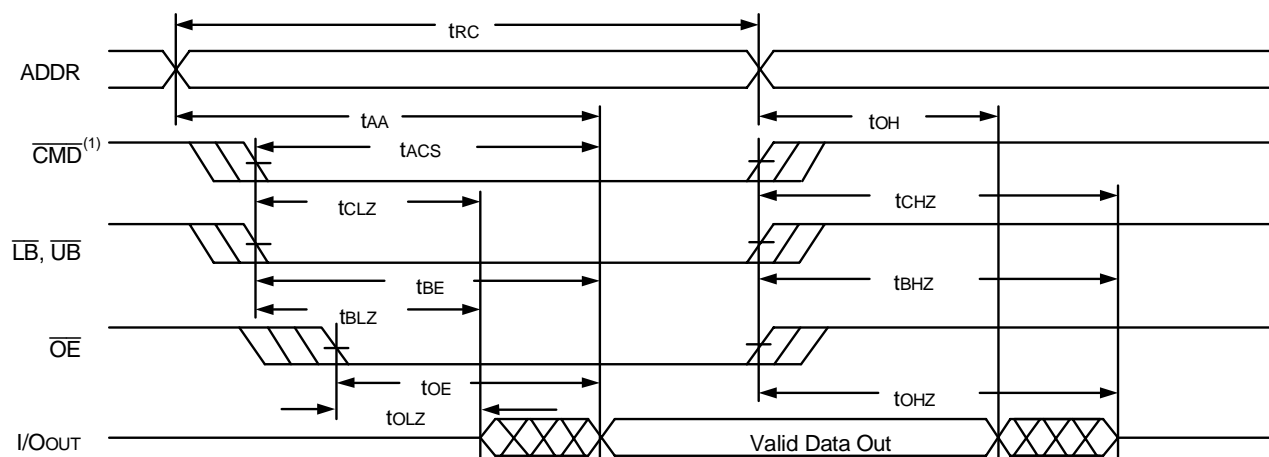 tRC
ADDR
tAA
tOH
CMD(1)
tACS
tCLZ
tCHZ
LB, UB
tBE
tBHZ
tBLZ
OE
tOE
tOLZ
tOHZ
I/OOUT
Valid Data Out